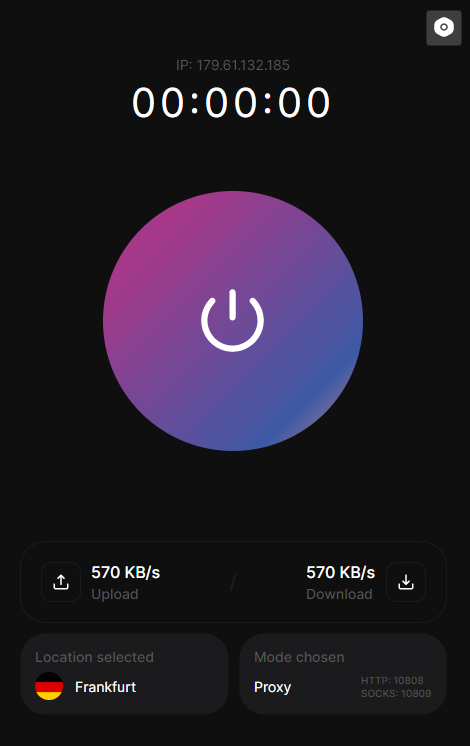 IP: 179.61.132.185
00:00:00
570 KB/s
Upload
/
570 KB/s
Download
Location selected
Frankfurt
Mode chosen
Proxy
HTTP: 10808
SOCKS: 10809